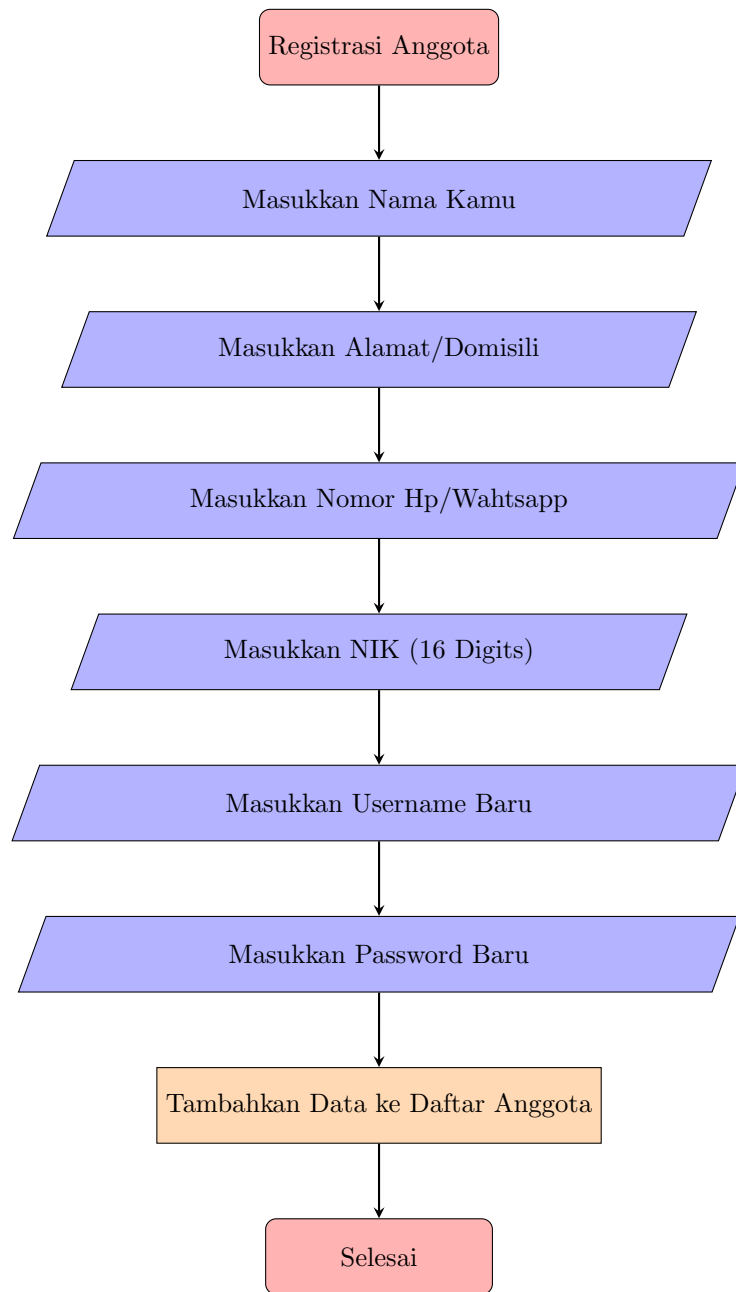 Registrasi Anggota
Masukkan Nama Kamu
Masukkan Alamat/Domisili
Masukkan Nomor Hp/Wahtsapp
Masukkan NIK (16 Digits)
Masukkan Username Baru
Masukkan Password Baru
Tambahkan Data ke Daftar Anggota
Selesai